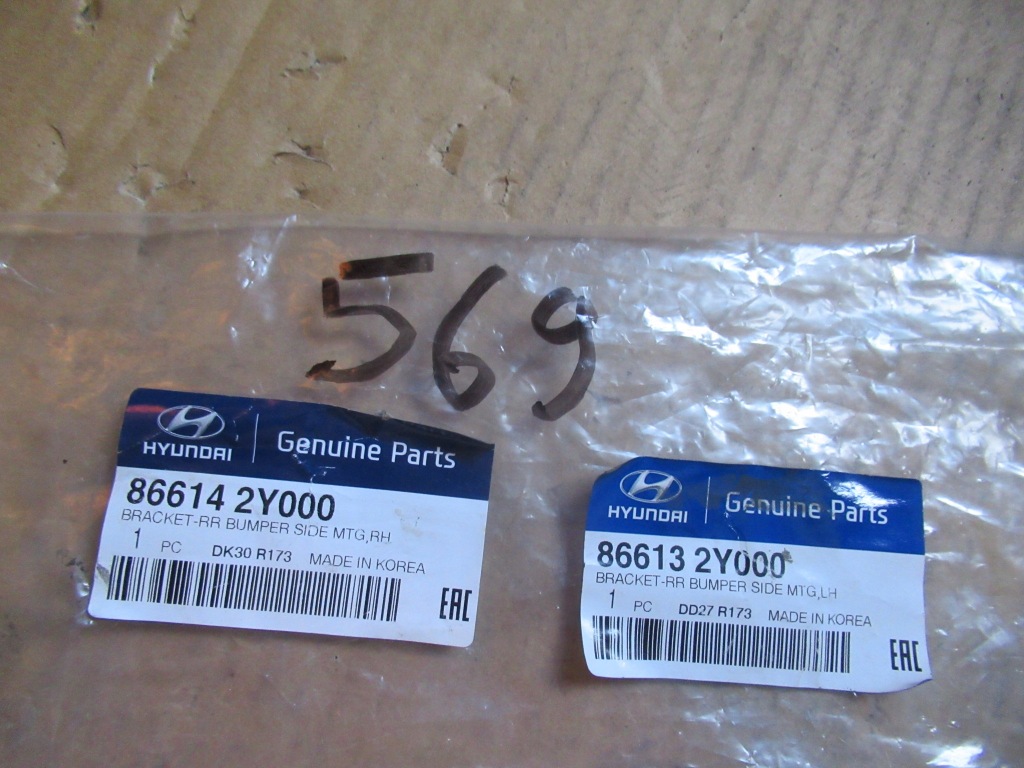 569
HYUNDAI Genuine Parts
86614 2Y000
BRACKET-RR BUMPER SIDE MTG,RH
1 PC DK30 R173 MADE IN KOREA
EAC
HYUNDAI Genuine Parts
86613 2Y000
BRACKET-RR BUMPER SIDE MTG,LH
1 PC DD27 R173 MADE IN KOREA
EAC